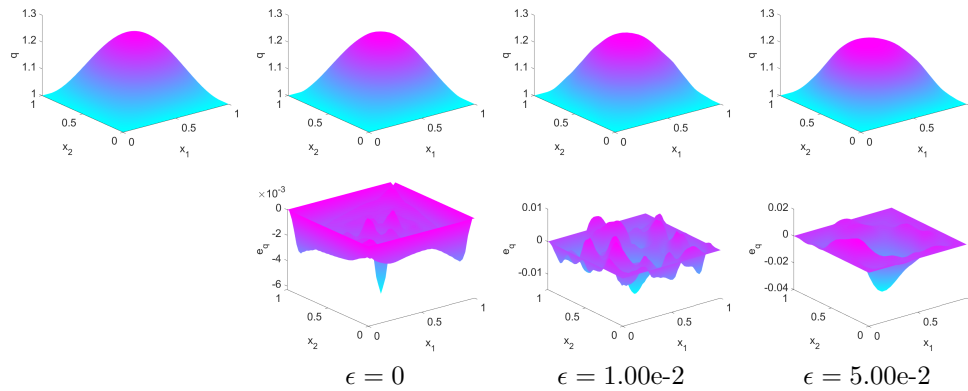 1.3 1.3 1.3 1.3
1.2 1.2 1.2 1.2
q q q q
1.1 1.1 1.1 1.1
1 1 1 1
1 1 1 1
0.5 0.5 0.5 0.5
1 1 1 1
0.5 0.5 0.5 0.5
x₂ x₂ x₂ x₂
0 0 0 0 0 0 0 0
x₁ x₁ x₁ x₁
×10⁻³
0 0.01 0.02
-2 0 0
e_q e_q e_q
-4 -0.01 -0.02
-6 -0.04
1 1 1
0.5 0.5 0.5
1 1 1
0.5 0.5 0.5
x₂ x₂ x₂
0 0 0 0 0 0
x₁ x₁ x₁
ϵ = 0 ϵ = 1.00e-2 ϵ = 5.00e-2